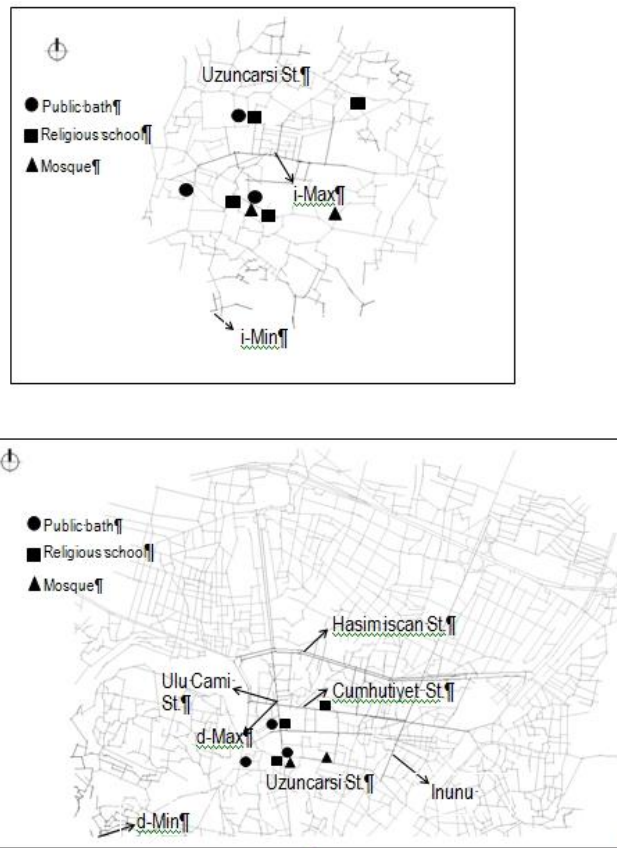 Uzuncarsi St.¶
Public·bath¶
Religious school¶
Mosque¶
i-Max¶
i-Min¶
Public·bath¶
Religious school¶
Mosque¶
Hasim iscan St.¶
Ulu·Cami·
St.¶
Cumhutiyet·St.¶
d-Max¶
Uzuncarsi St.¶
Inunu·
d-Min¶